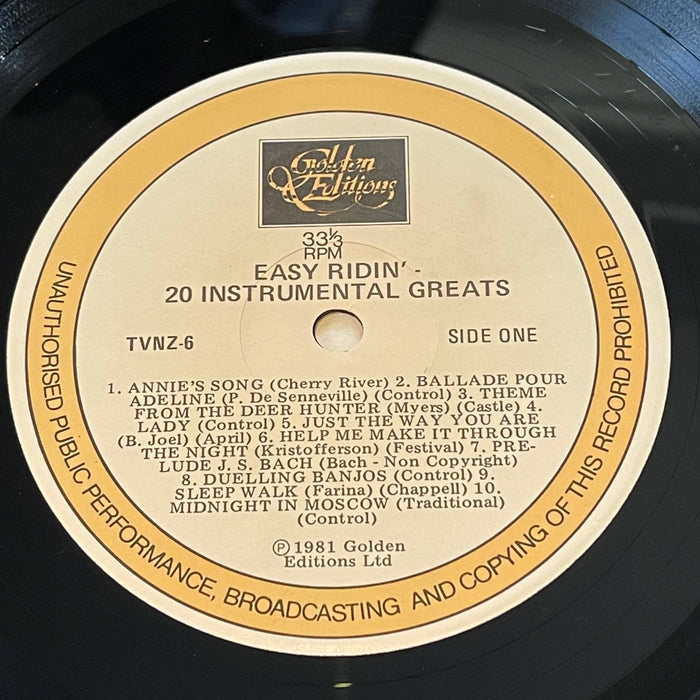 Golden
Editions
33⅓
RPM
EASY RIDIN' -
20 INSTRUMENTAL GREATS
TVNZ-6
SIDE ONE
1. ANNIE'S SONG (Cherry River) 2. BALLADE POUR
ADELINE (P. De Senneville) (Control) 3. THEME
FROM THE DEER HUNTER (Myers) (Castle) 4.
LADY (Control) 5. JUST THE WAY YOU ARE
(B. Joel) (April) 6. HELP ME MAKE IT THROUGH
THE NIGHT (Kristofferson) (Festival) 7. PRE-
LUDE J. S. BACH (Bach - Non Copyright)
8. DUELLING BANJOS (Control) 9.
SLEEP WALK (Farina) (Chappell) 10.
MIDNIGHT IN MOSCOW (Traditional)
(Control)
℗ 1981 Golden
Editions Ltd
UNAUTHORISED PUBLIC PERFORMANCE, BROADCASTING AND COPYING OF THIS RECORD PROHIBITED